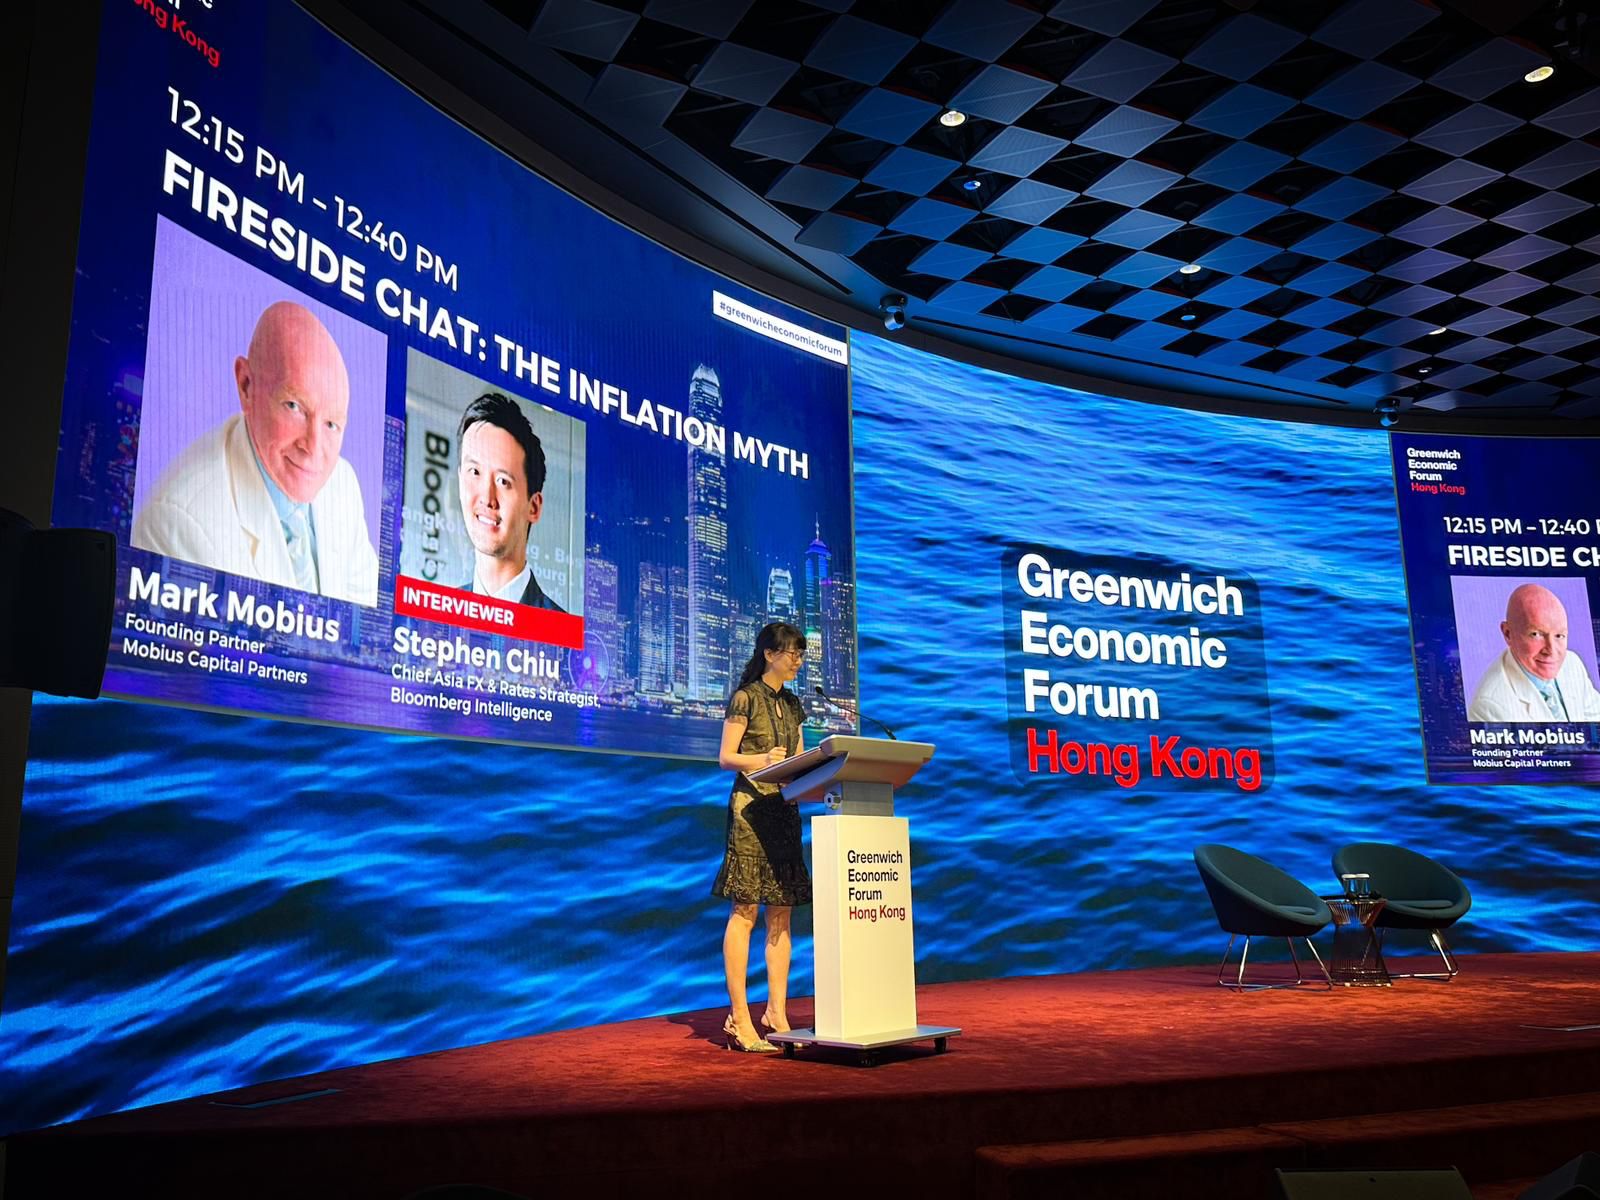 ng Kong
12:15 PM – 12:40 PM
FIRESIDE CHAT: THE INFLATION MYTH
#greenwicheconomicforum
Bloomberg
INTERVIEWER
Mark Mobius
Founding Partner
Mobius Capital Partners
Stephen Chiu
Chief Asia FX & Rates Strategist,
Bloomberg Intelligence
Greenwich
Economic
Forum
Hong Kong
Greenwich
Economic
Forum
Hong Kong
Greenwich
Economic
Forum
Hong Kong
12:15 PM – 12:40 P
FIRESIDE CH
Mark Mobius
Founding Partner
Mobius Capital Partners